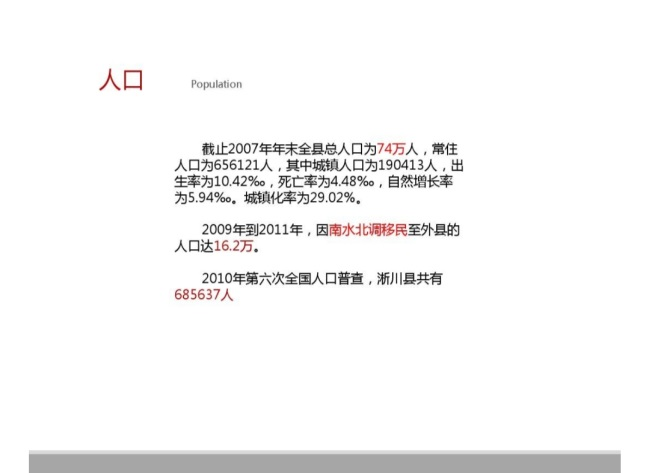 人口 Population
截止2007年年末全县总人口为74万人，常住
人口为656121人，其中城镇人口为190413人，出
生率为10.42‰，死亡率为4.48‰，自然增长率
为5.94‰。城镇化率为29.02%。
2009年到2011年，因南水北调移民至外县的
人口达16.2万。
2010年第六次全国人口普查，淅川县共有
685637人